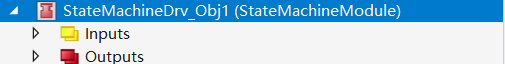 StateMachineDrv_Obj1 (StateMachineModule)
Inputs
Outputs